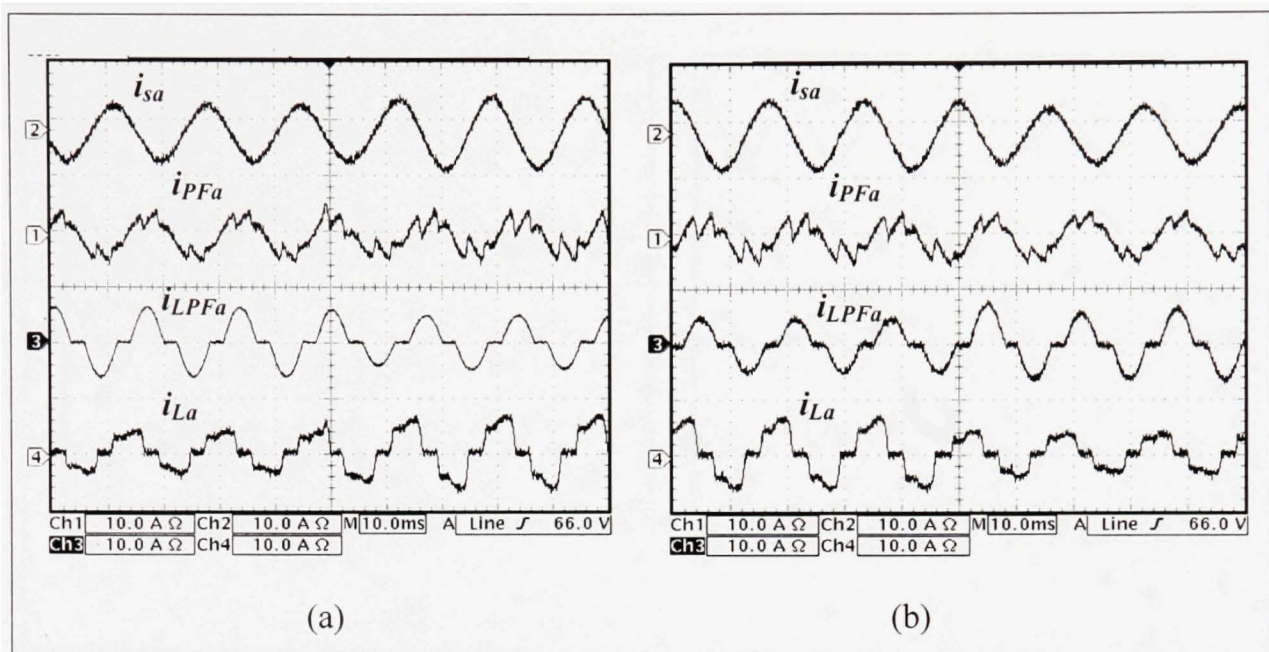 i_sa
2
i_PFa
1
i_LPFa
3
i_La
4
Ch1 10.0 A Ω Ch2 10.0 A Ω M 10.0ms A Line ∫ 66.0 V
Ch3 10.0 A Ω Ch4 10.0 A Ω
(a)
i_sa
2
i_PFa
1
i_LPFa
3
i_La
4
Ch1 10.0 A Ω Ch2 10.0 A Ω M 10.0ms A Line ∫ 66.0 V
Ch3 10.0 A Ω Ch4 10.0 A Ω
(b)